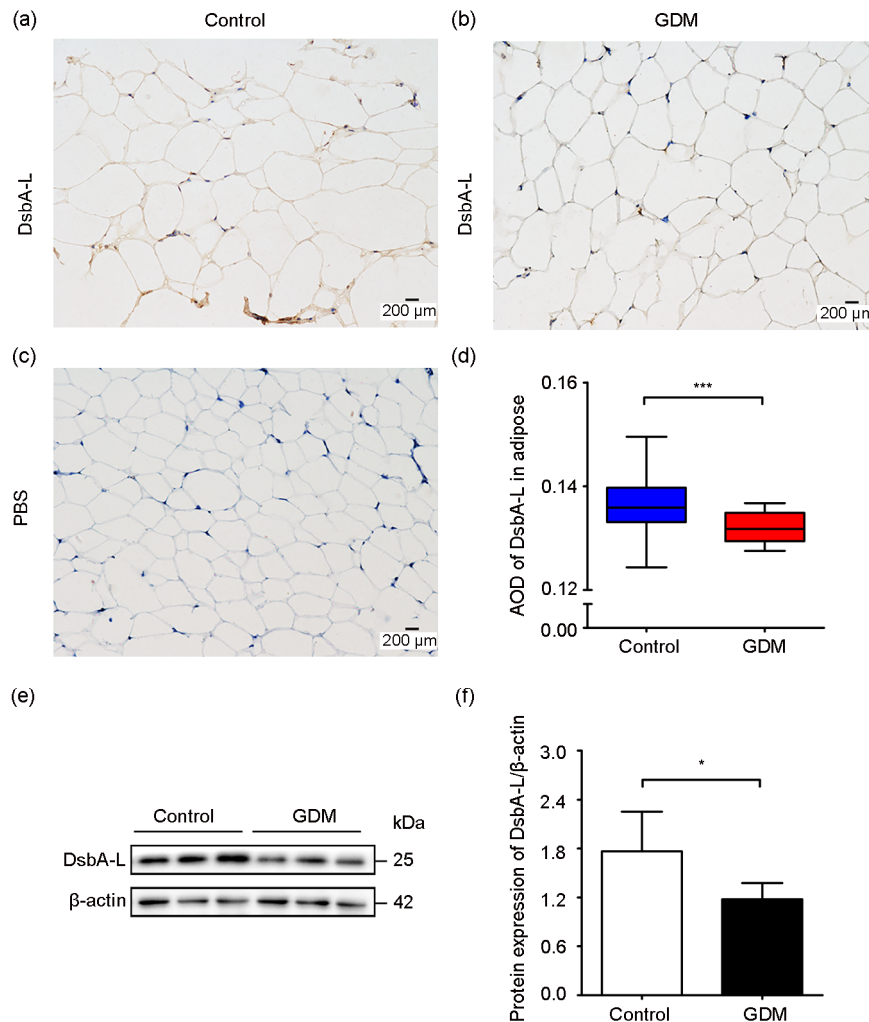 (a)
Control
(b)
GDM
DsbA-L
200 µm
DsbA-L
200 µm
(c)
PBS
200 µm
(d)
AOD of DsbA-L in adipose
0.16
0.14
0.12
0.00
***
Control
GDM
(e)
Control
GDM
kDa
DsbA-L
25
β-actin
42
(f)
Protein expression of DsbA-L/β-actin
3.0
2.4
1.8
1.2
0.6
0.0
*
Control
GDM